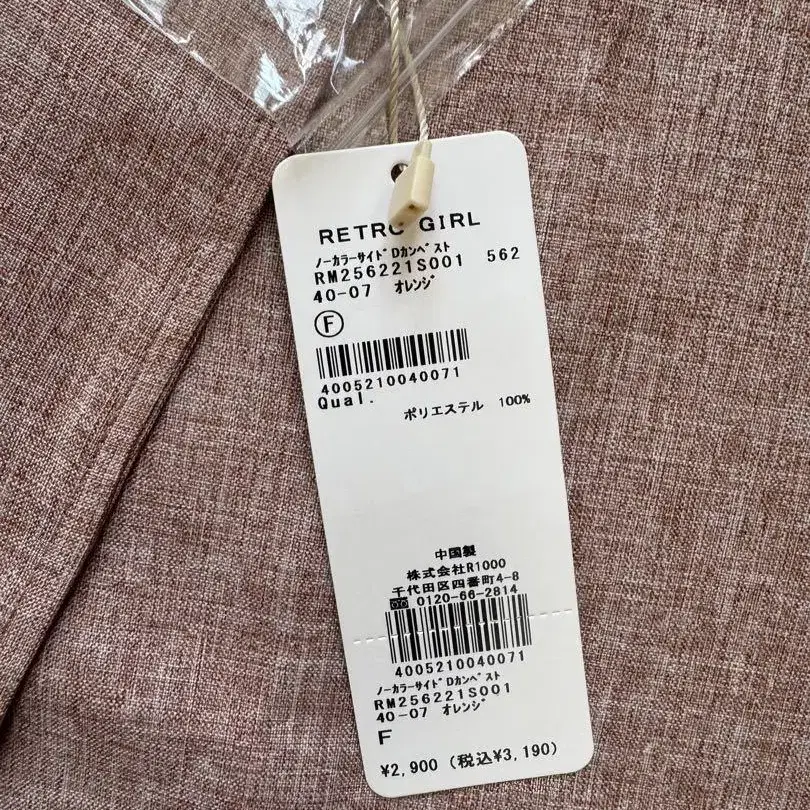 RETRO GIRL
ﾉｰｶﾗｰｻｲﾄﾞDｶﾝﾍﾞｽﾄ
RM256221S001 562
40-07 ｵﾚﾝｼﾞ
Ⓕ
4005210040071
Qual.
ポリエステル 100%
中国製
株式会社R1000
千代田区四番町4-8
0120-66-2814
4005210040071
ﾉｰｶﾗｰｻｲﾄﾞDｶﾝﾍﾞｽﾄ
RM256221S001
40-07 ｵﾚﾝｼﾞ
F
¥2,900 (税込¥3,190)